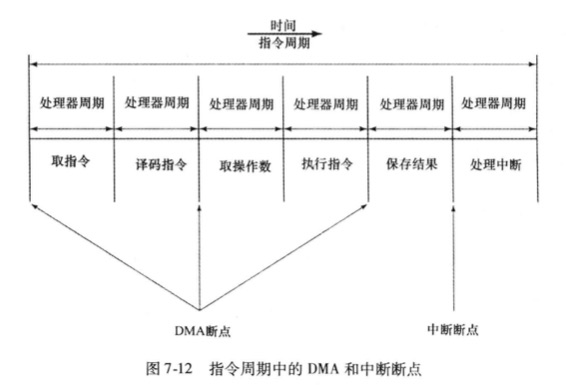 时间
指令周期
处理器周期 处理器周期 处理器周期 处理器周期 处理器周期 处理器周期
取指令 译码指令 取操作数 执行指令 保存结果 处理中断
DMA断点 中断断点
图 7-12 指令周期中的 DMA 和中断断点